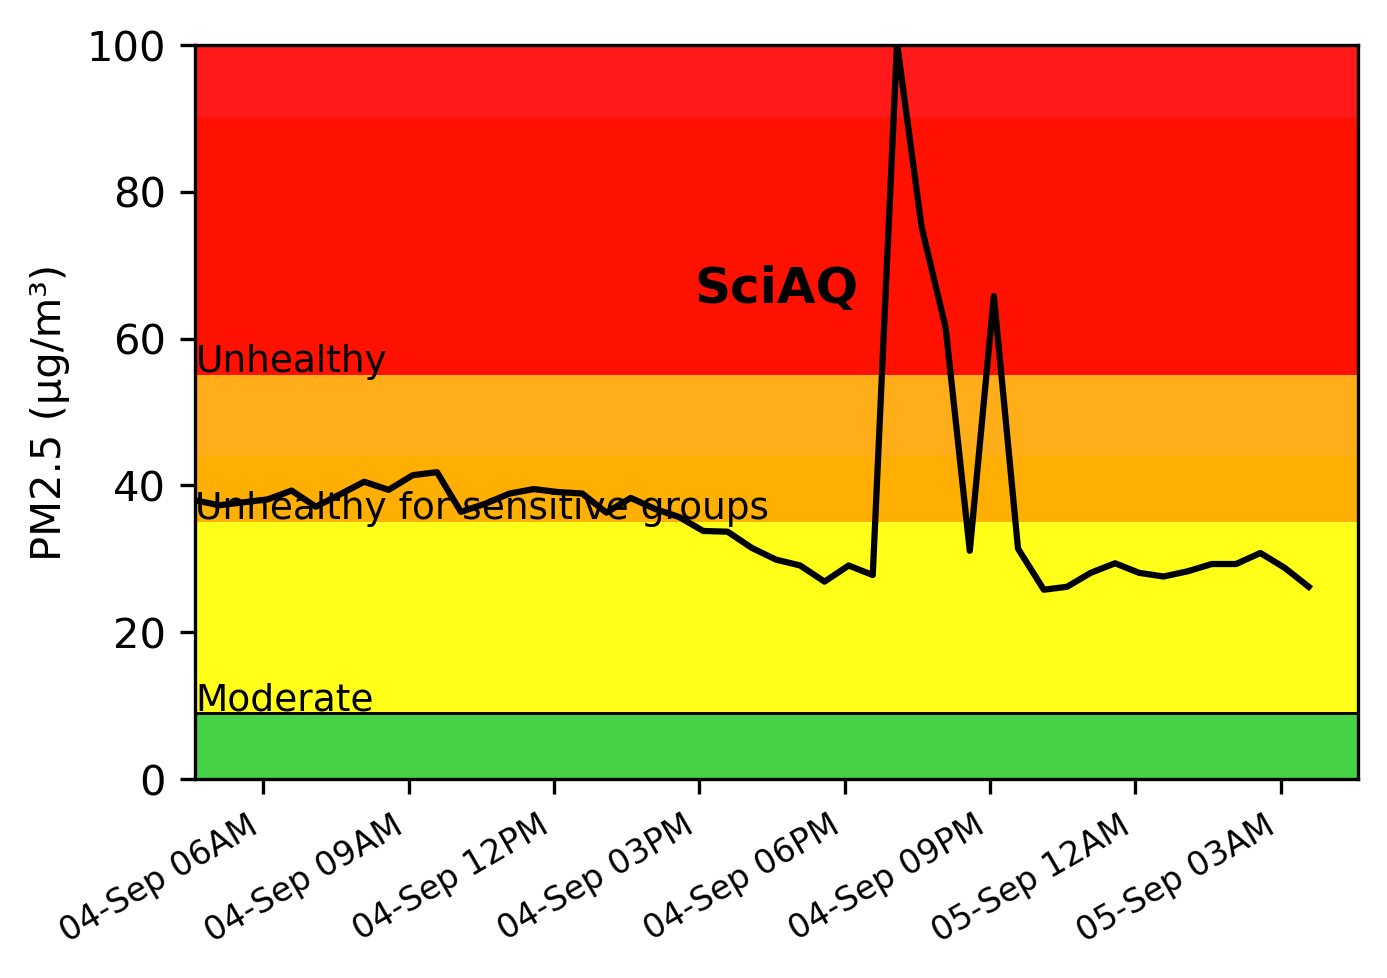 100
80
60
40
20
0
PM2.5 (µg/m³)
SciAQ
Unhealthy
Unhealthy for sensitive groups
Moderate
04-Sep 06AM
04-Sep 09AM
04-Sep 12PM
04-Sep 03PM
04-Sep 06PM
04-Sep 09PM
05-Sep 12AM
05-Sep 03AM